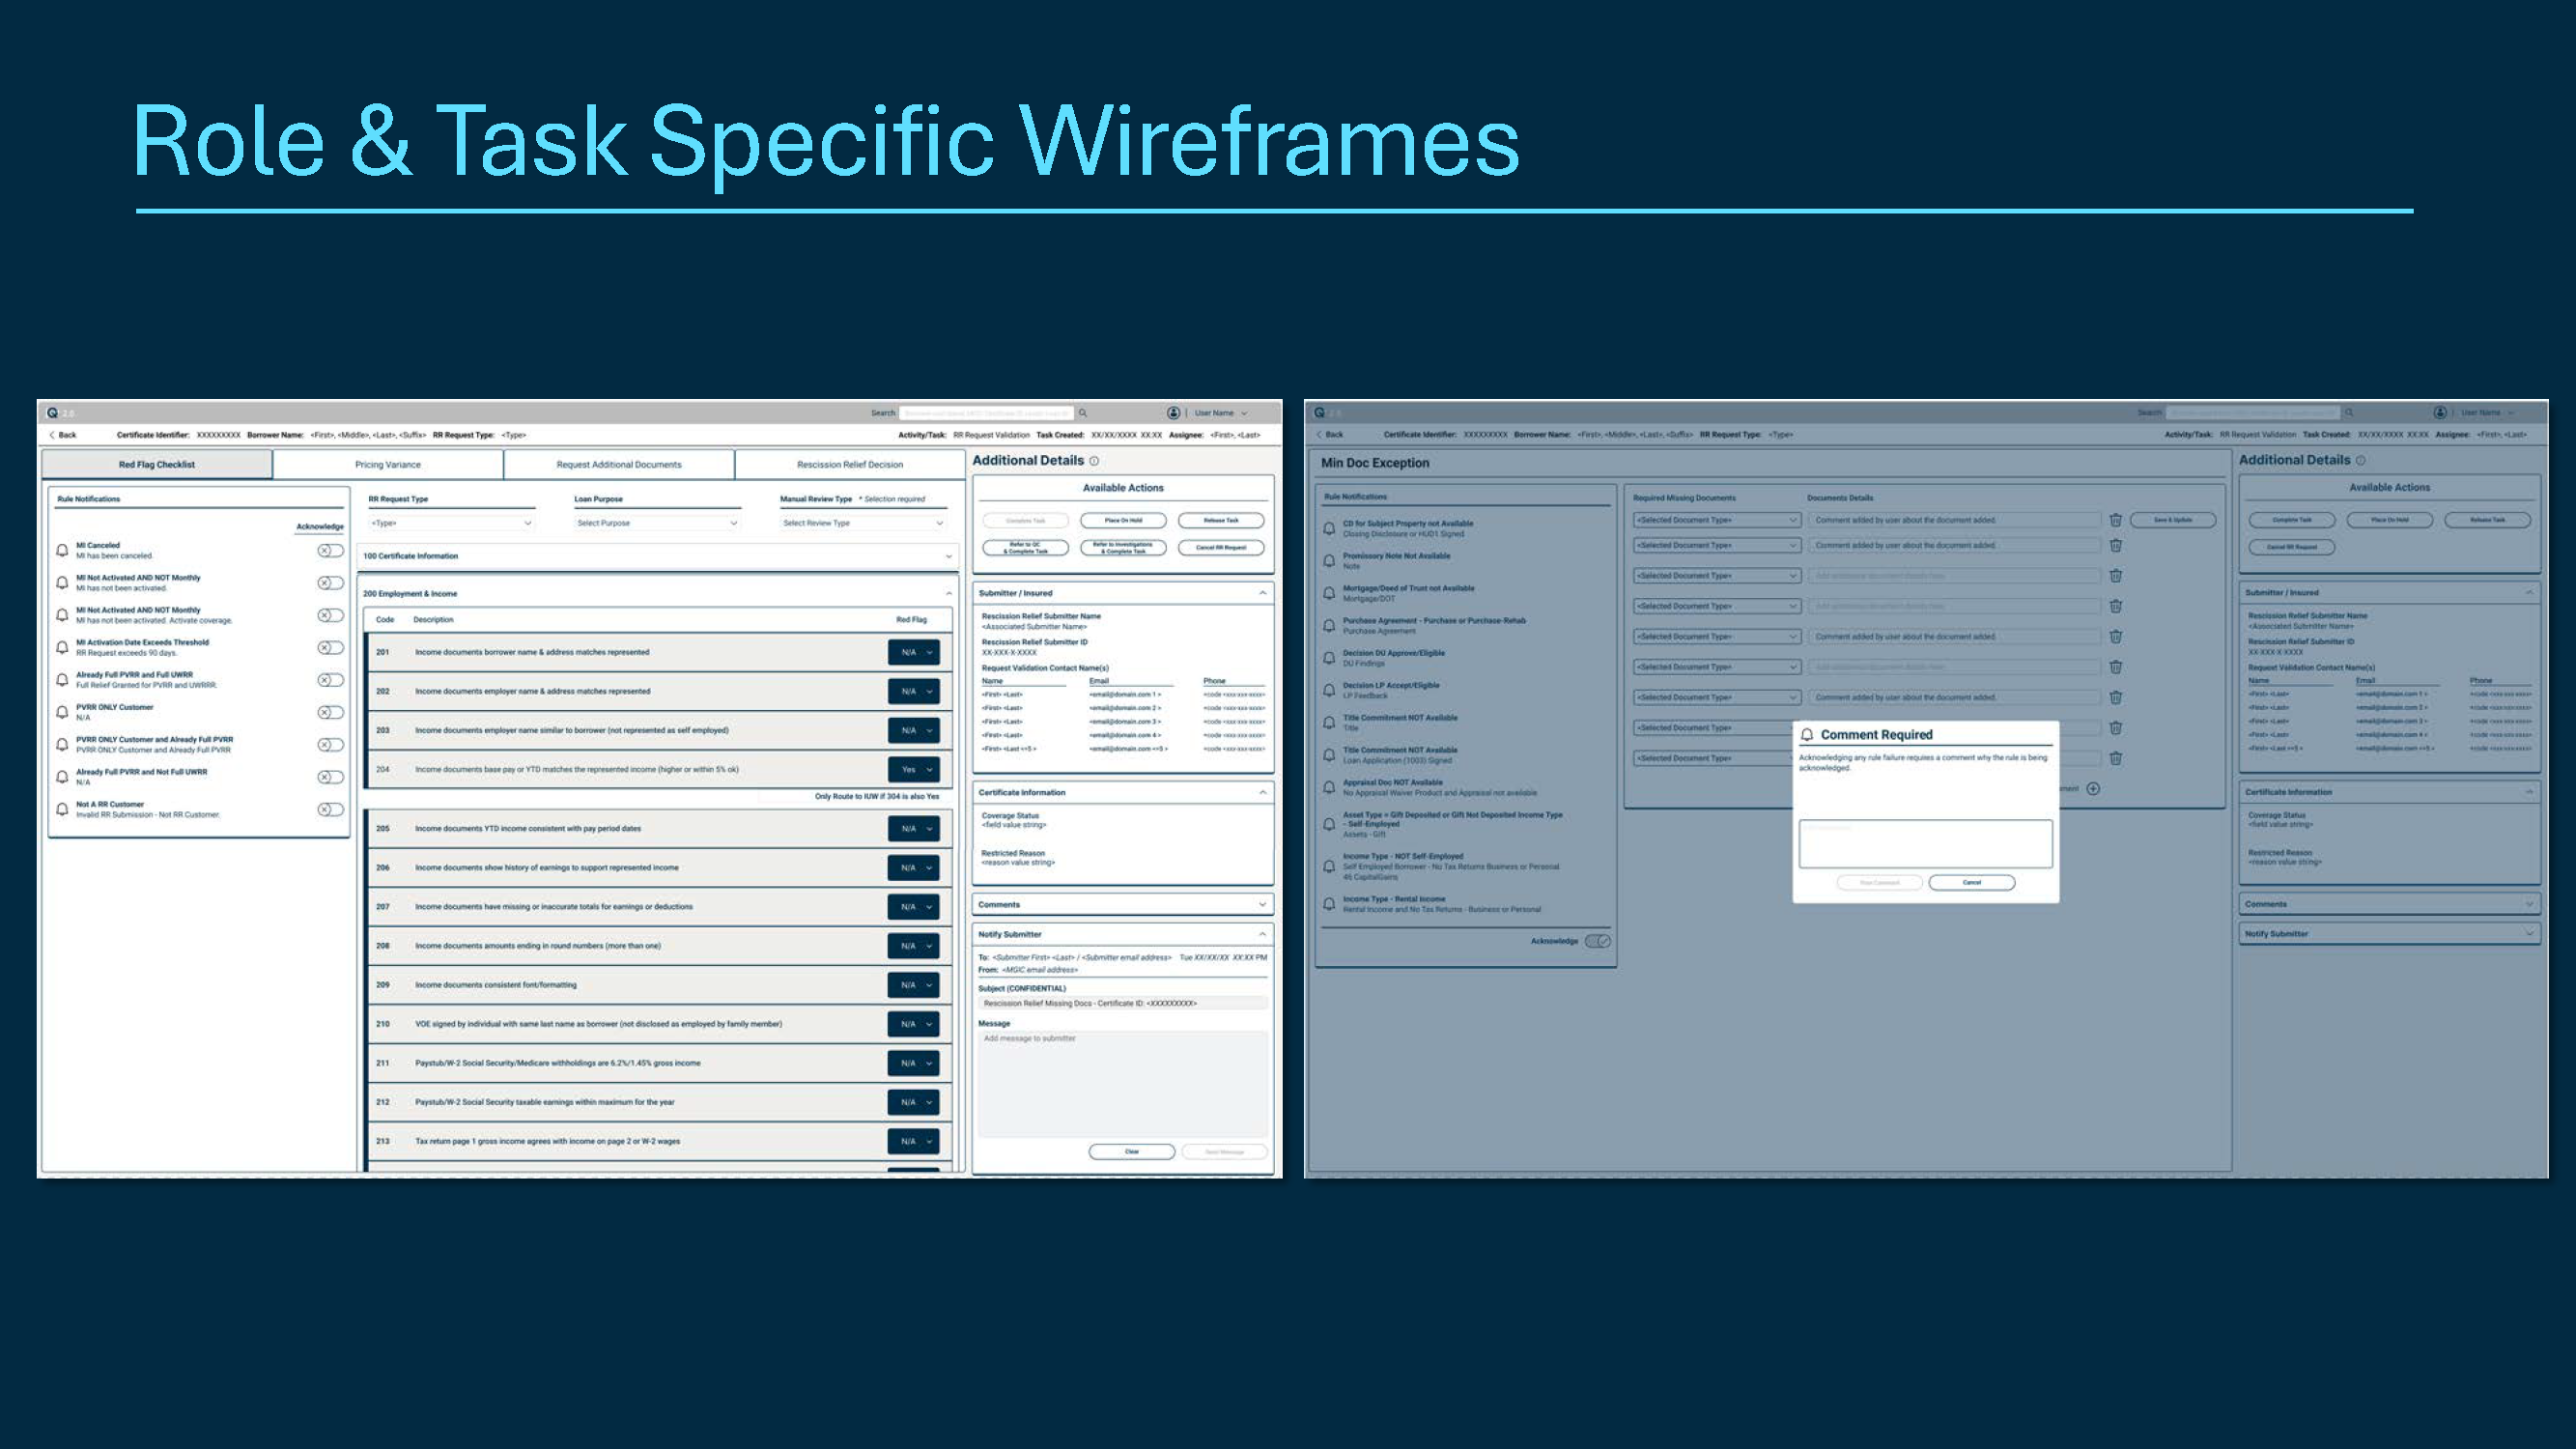 Role & Task Specific Wireframes
Q 2.0
Search
User Name
Back
Certificate Identifier: XXXXXXXXX Borrower Name: <First>, <Middle>, <Last>, <Suffix> RR Request Type: <Type>
Activity/Task: RR Request Validation Task Created: XX/XX/XXXX XX:XX Assignee: <First>, <Last>
Red Flag Checklist
Pricing Variance
Request Additional Documents
Rescission Relief Decision
Rule Notifications
Acknowledge
MI Canceled
MI has been canceled.
MI Not Activated AND NOT Monthly
MI has not been activated.
MI Not Activated AND NOT Monthly
MI has not been activated. Activate coverage.
MI Activation Date Exceeds Threshold
RR Request exceeds 90 days.
Already Full PVRR and Full UWRR
Full Relief Granted for PVRR and UWRRR.
PVRR ONLY Customer
N/A
PVRR ONLY Customer and Already Full PVRR
PVRR ONLY Customer and Already Full PVRR
Already Full PVRR and Not Full UWRR
N/A
Not A RR Customer
Invalid RR Submission - Not RR Customer.
RR Request Type
Loan Purpose
Manual Review Type * Selection required
<Type>
Select Purpose
Select Review Type
100 Certificate Information
200 Employment & Income
Code Description Red Flag
201 Income documents borrower name & address matches represented N/A
202 Income documents employer name & address matches represented N/A
203 Income documents employer name similar to borrower (not represented as self employed) N/A
204 Income documents base pay or YTD matches the represented income (higher or within 5% ok) Yes
Only Route to IUW if 304 is also Yes
205 Income documents YTD income consistent with pay period dates N/A
206 Income documents show history of earnings to support represented income N/A
207 Income documents have missing or inaccurate totals for earnings or deductions N/A
208 Income documents amounts ending in round numbers (more than one) N/A
209 Income documents consistent font/formatting N/A
210 VOE signed by individual with same last name as borrower (not disclosed as employed by family member) N/A
211 Paystub/W-2 Social Security/Medicare withholdings are 6.2%/1.45% gross income N/A
212 Paystub/W-2 Social Security taxable earnings within maximum for the year N/A
213 Tax return page 1 gross income agrees with income on page 2 or W-2 wages N/A
Additional Details
Available Actions
Complete Task
Place On Hold
Release Task
Refer to QC
& Complete Task
Refer to Investigations
& Complete Task
Cancel RR Request
Submitter / Insured
Rescission Relief Submitter Name
<Associated Submitter Name>
Rescission Relief Submitter ID
XX-XXX-X-XXXX
Request Validation Contact Name(s)
Name Email Phone
<First> <Last> <email@domain.com 1 > <code +xxx-xxx-xxxx>
<First> <Last> <email@domain.com 2 > <code +xxx-xxx-xxxx>
<First> <Last> <email@domain.com 3 > <code +xxx-xxx-xxxx>
<First> <Last> <email@domain.com 4 > <code +xxx-xxx-xxxx>
<First> <Last <=5 > <email@domain.com <=5 > <code +xxx-xxx-xxxx>
Certificate Information
Coverage Status
<field value string>
Restricted Reason
<reason value string>
Comments
Notify Submitter
To: <Submitter First> <Last> / <Submitter email address> Tue XX/XX/XX XX:XX PM
From: <MGIC email address>
Subject (CONFIDENTIAL)
Rescission Relief Missing Docs - Certificate ID: <XXXXXXXXX>
Message
Add message to submitter
Clear
Send Message
Q
Search
User Name
Back
Certificate Identifier: XXXXXXXXX Borrower Name: <First>, <Middle>, <Last>, <Suffix> RR Request Type: <Type>
Activity/Task: RR Request Validation Task Created: XX/XX/XXXX XX:XX Assignee: <First>, <Last>
Min Doc Exception
Rule Notifications
CD for Subject Property not Available
Closing Disclosure or HUD1 Signed
Promissory Note Not Available
Note
Mortgage/Deed of Trust not Available
Mortgage/DOT
Purchase Agreement - Purchase or Purchase-Rehab
Purchase Agreement
Decision DU Approve/Eligible
DU Findings
Decision LP Accept/Eligible
LP Feedback
Title Commitment NOT Available
Title
Title Commitment NOT Available
Loan Application (1003) Signed
Appraisal Doc NOT Available
No Appraisal Waiver Product and Appraisal not available
Asset Type = Gift Deposited or Gift Not Deposited Income Type
- Self-Employed
Assets - Gift
Income Type - NOT Self-Employed
Self Employed Borrower - No Tax Returns Business or Personal
46 CapitalGains
Income Type - Rental Income
Rental Income and No Tax Returns - Business or Personal
Acknowledge
Required Missing Documents
Documents Details
<Selected Document Type> Comment added by user about the document added. Save & Update
<Selected Document Type> Comment added by user about the document added.
<Selected Document Type>
<Selected Document Type>
<Selected Document Type> Comment added by user about the document added.
<Selected Document Type>
<Selected Document Type> Comment added by user about the document added.
<Selected Document Type>
<Selected Document Type>
Comment Required
Acknowledging any rule failure requires a comment why the rule is being
acknowledged.
Cancel
Additional Details
Available Actions
Complete Task
Place On Hold
Release Task
Cancel RR Request
Submitter / Insured
Rescission Relief Submitter Name
<Associated Submitter Name>
Rescission Relief Submitter ID
XX-XXX-X-XXXX
Request Validation Contact Name(s)
Name Email Phone
<First> <Last> <email@domain.com 1 > <code +xxx-xxx-xxxx>
<First> <Last> <email@domain.com 2 > <code +xxx-xxx-xxxx>
<First> <Last> <email@domain.com 3 > <code +xxx-xxx-xxxx>
<First> <Last> <email@domain.com 4 > <code +xxx-xxx-xxxx>
<First> <Last <=5 > <email@domain.com <=5 > <code +xxx-xxx-xxxx>
Certificate Information
Coverage Status
<field value string>
Restricted Reason
<reason value string>
Comments
Notify Submitter